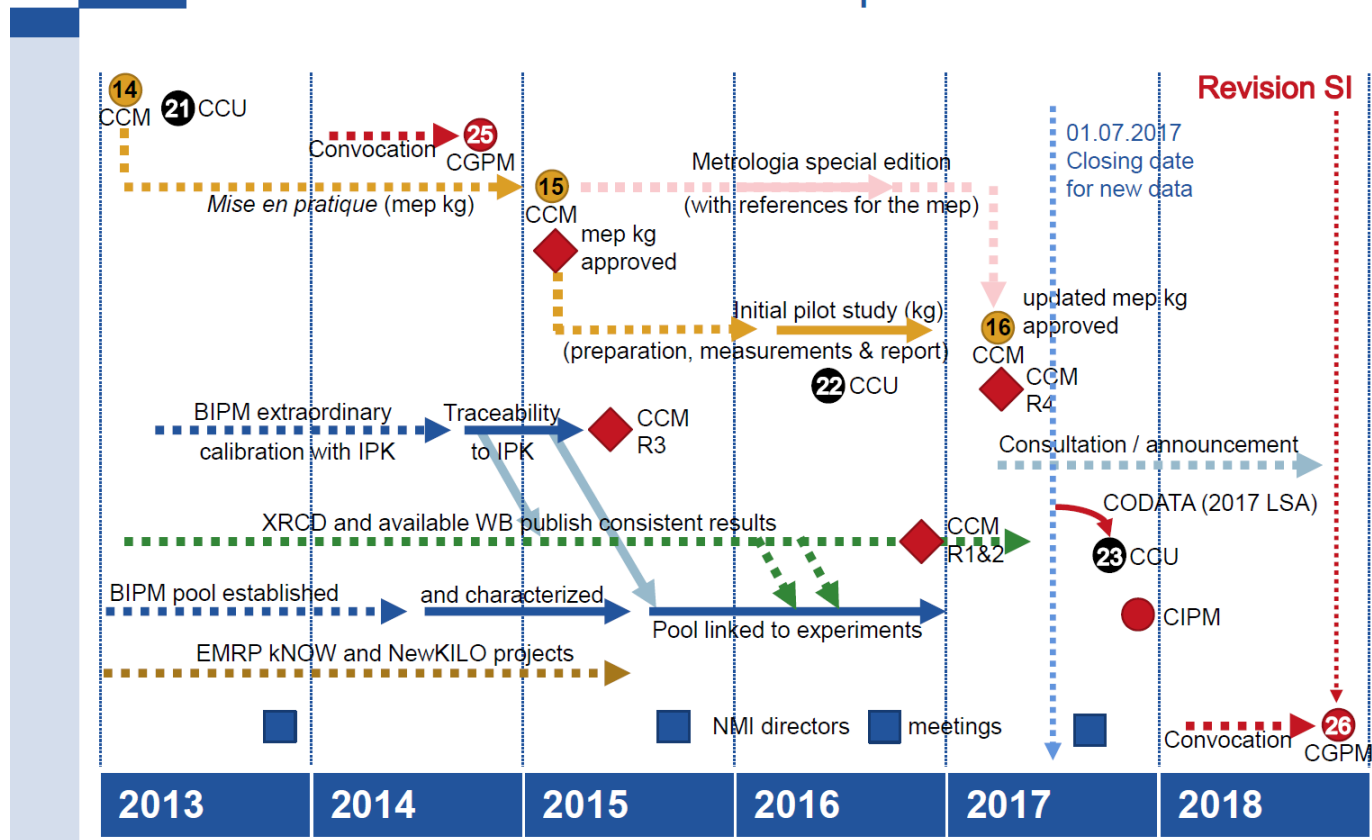 Revision SI
14
CCM
21 CCU
Convocation
25
CGPM
01.07.2017
Closing date
for new data
Metrologia special edition
(with references for the mep)
Mise en pratique (mep kg)
15
CCM
mep kg
approved
Initial pilot study (kg)
(preparation, measurements & report)
updated mep kg
approved
16
CCM
22 CCU
CCM
R4
BIPM extraordinary
calibration with IPK
Traceability
to IPK
CCM
R3
Consultation / announcement
CODATA (2017 LSA)
XRCD and available WB publish consistent results
CCM
R1&2
23 CCU
BIPM pool established
and characterized
Pool linked to experiments
CIPM
EMRP kNOW and NewKILO projects
NMI directors
meetings
Convocation
26
CGPM
2013
2014
2015
2016
2017
2018